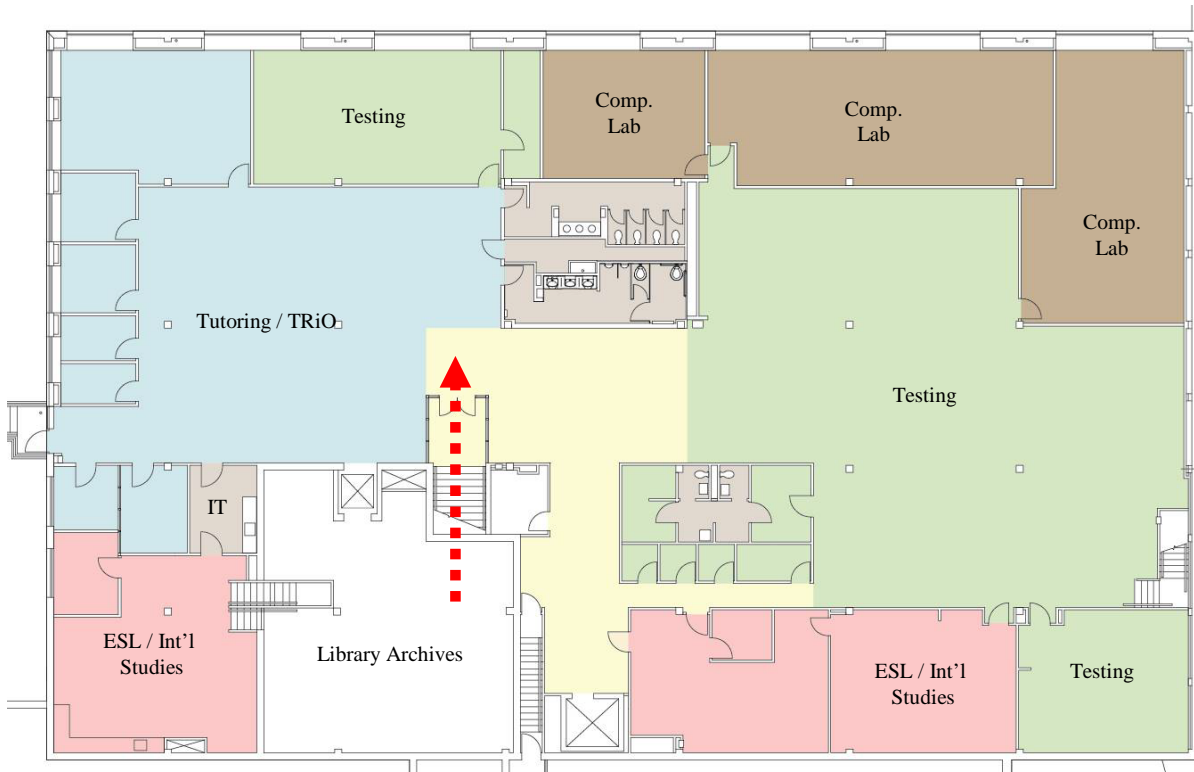 Testing
Comp.
Lab
Comp.
Lab
Comp.
Lab
Tutoring / TRiO
Testing
IT
ESL / Int’l
Studies
Library Archives
ESL / Int’l
Studies
Testing